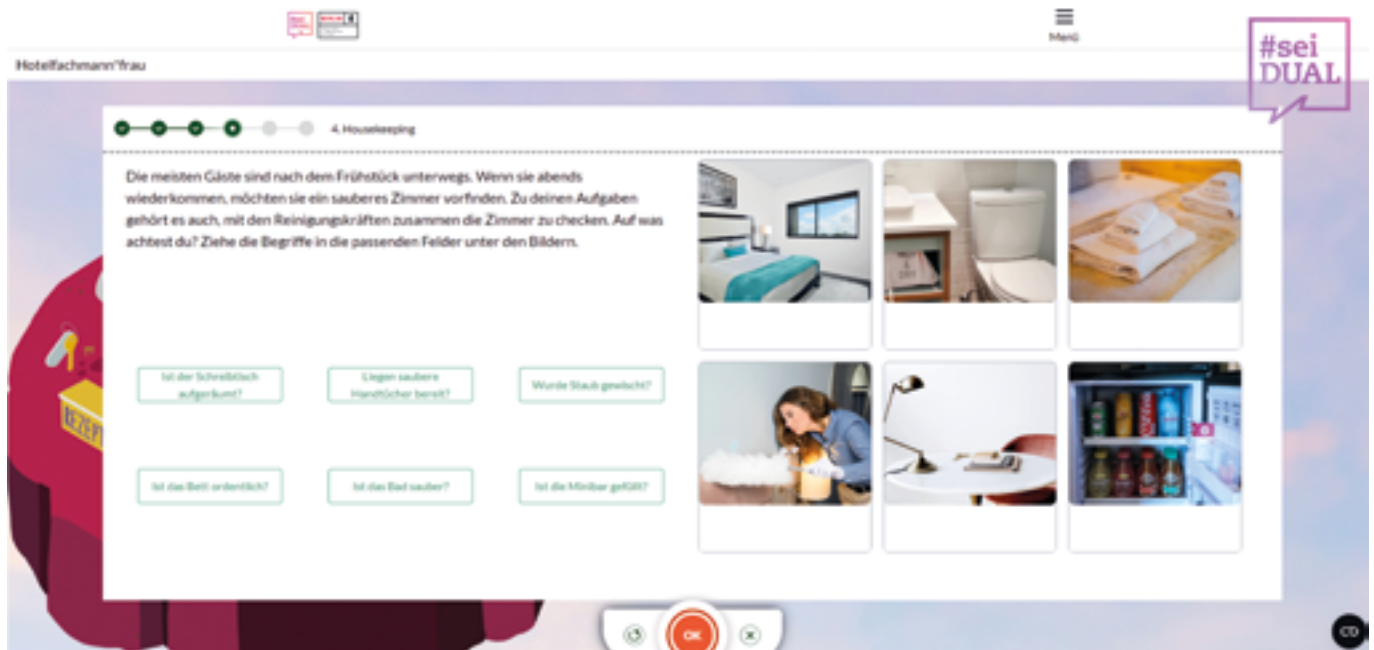 Menü
#sei
DUAL
Hotelfachmann*frau
4. Housekeeping
Die meisten Gäste sind nach dem Frühstück unterwegs. Wenn sie abends
wiederkommen, möchten sie ein sauberes Zimmer vorfinden. Zu deinen Aufgaben
gehört es auch, mit den Reinigungskräften zusammen die Zimmer zu checken. Auf was
achtest du? Ziehe die Begriffe in die passenden Felder unter den Bildern.
Ist der Schreibtisch
aufgeräumt?
Liegen saubere
Handtücher bereit?
Wurde Staub gewischt?
Ist das Bett ordentlich?
Ist das Bad sauber?
Ist die Minibar gefüllt?
REZEPT
OK